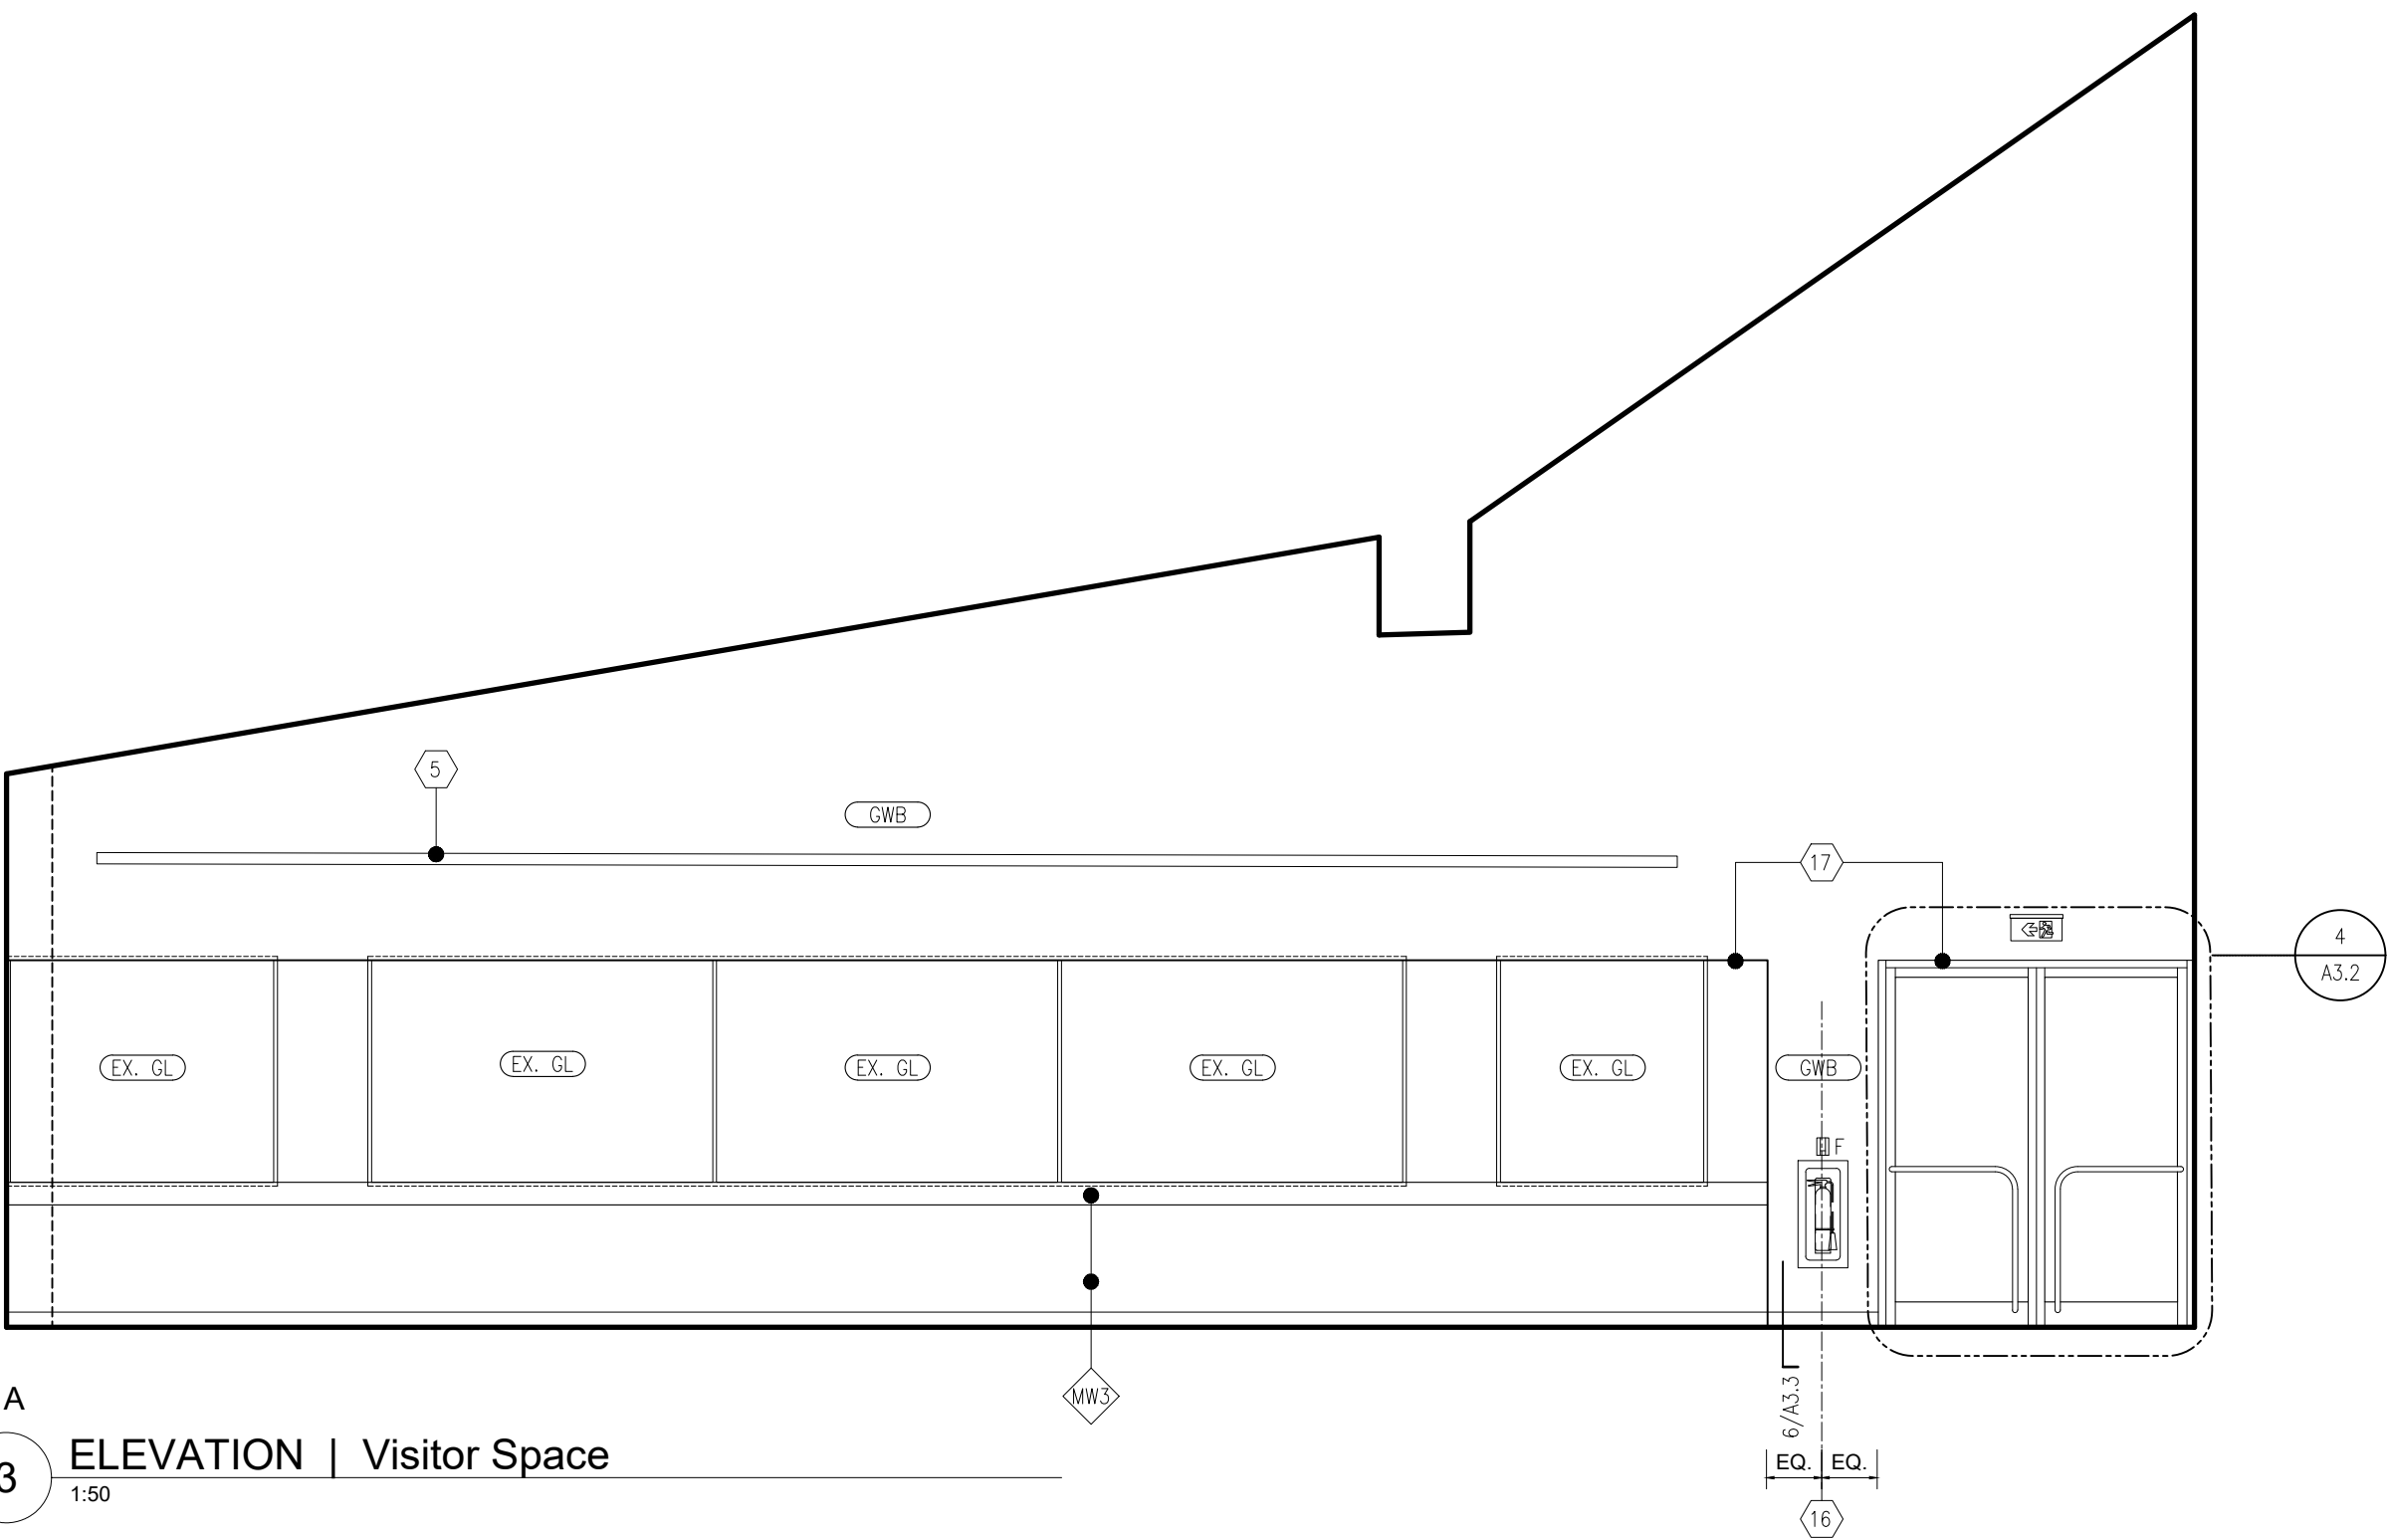 5
GWB
17
4
A3.2
EX. GL
EX. GL
EX. GL
EX. GL
EX. GL
GWB
F
MW3
6/A3.3
A
3
ELEVATION | Visitor Space
1:50
EQ. EQ.
16